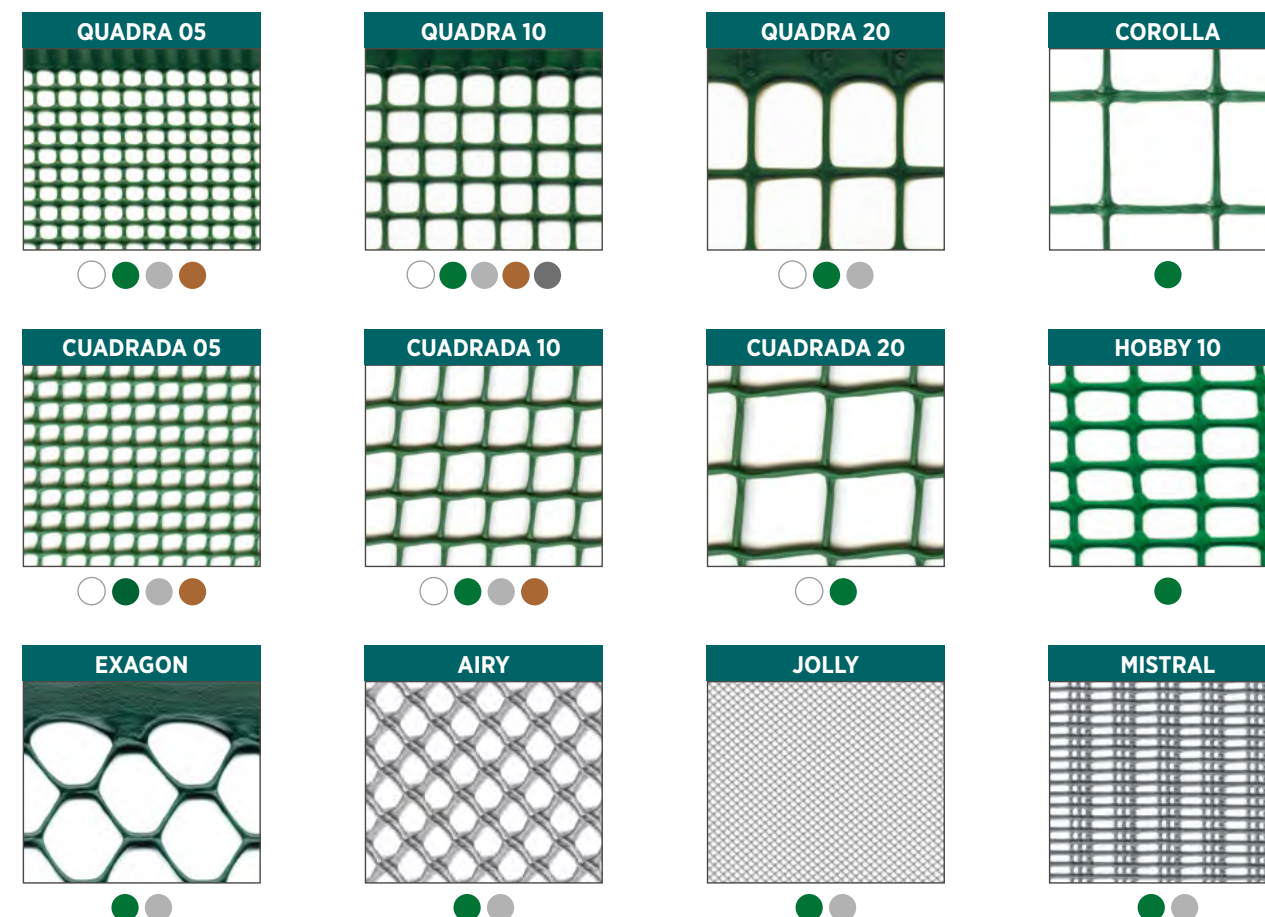 QUADRA 05
QUADRA 10
QUADRA 20
COROLLA
CUADRADA 05
CUADRADA 10
CUADRADA 20
HOBBY 10
EXAGON
AIRY
JOLLY
MISTRAL